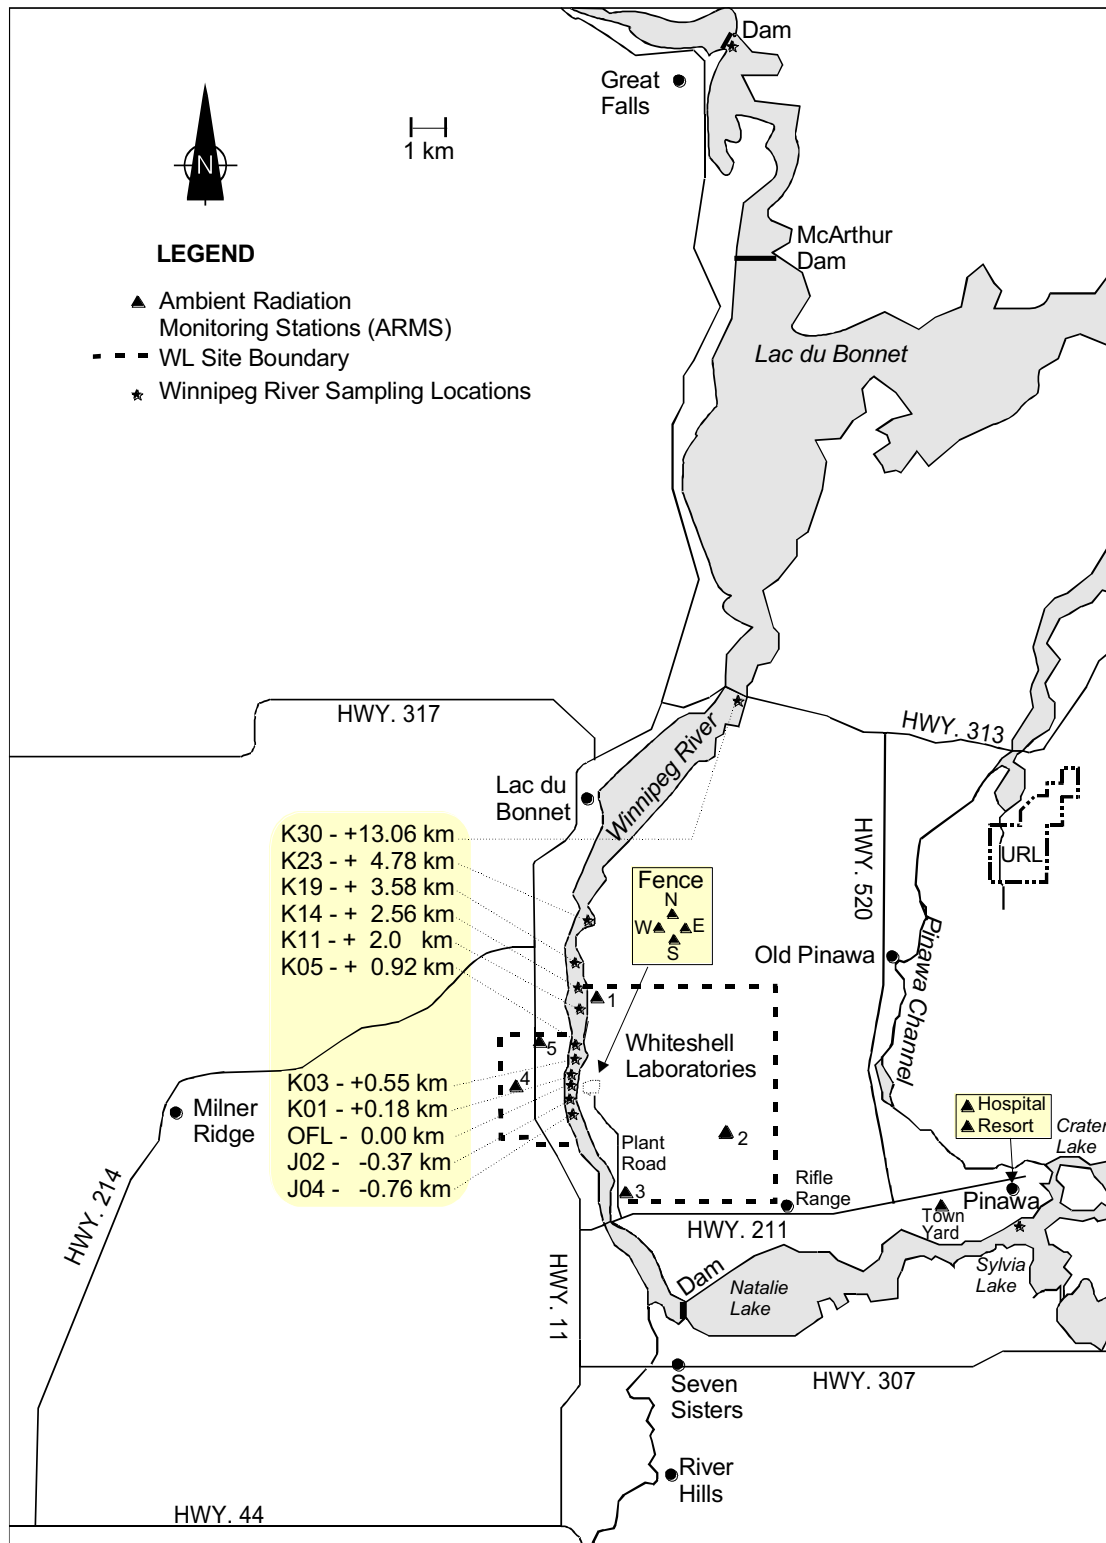 Dam
Great
Falls
N
1 km
McArthur
Dam
LEGEND
Ambient Radiation
Monitoring Stations (ARMS)
WL Site Boundary
Winnipeg River Sampling Locations
Lac du Bonnet
HWY. 317
HWY. 313
Winnipeg River
Lac du
Bonnet
K30 - +13.06 km
K23 - + 4.78 km
K19 - + 3.58 km
K14 - + 2.56 km
K11 - + 2.0 km
K05 - + 0.92 km
Fence
N
W E
S
HWY. 520
URL
Old Pinawa
Pinawa Channel
1
Whiteshell
Laboratories
5
4
K03 - +0.55 km
K01 - +0.18 km
OFL - 0.00 km
J02 - -0.37 km
J04 - -0.76 km
Milner
Ridge
2
Plant
Road
3
Hospital
Resort
Crater
Lake
Rifle
Range
Pinawa
HWY. 214
HWY. 211
Town
Yard
Sylvia
Lake
Dam
Natalie
Lake
HWY. 11
HWY. 307
Seven
Sisters
River
Hills
HWY. 44